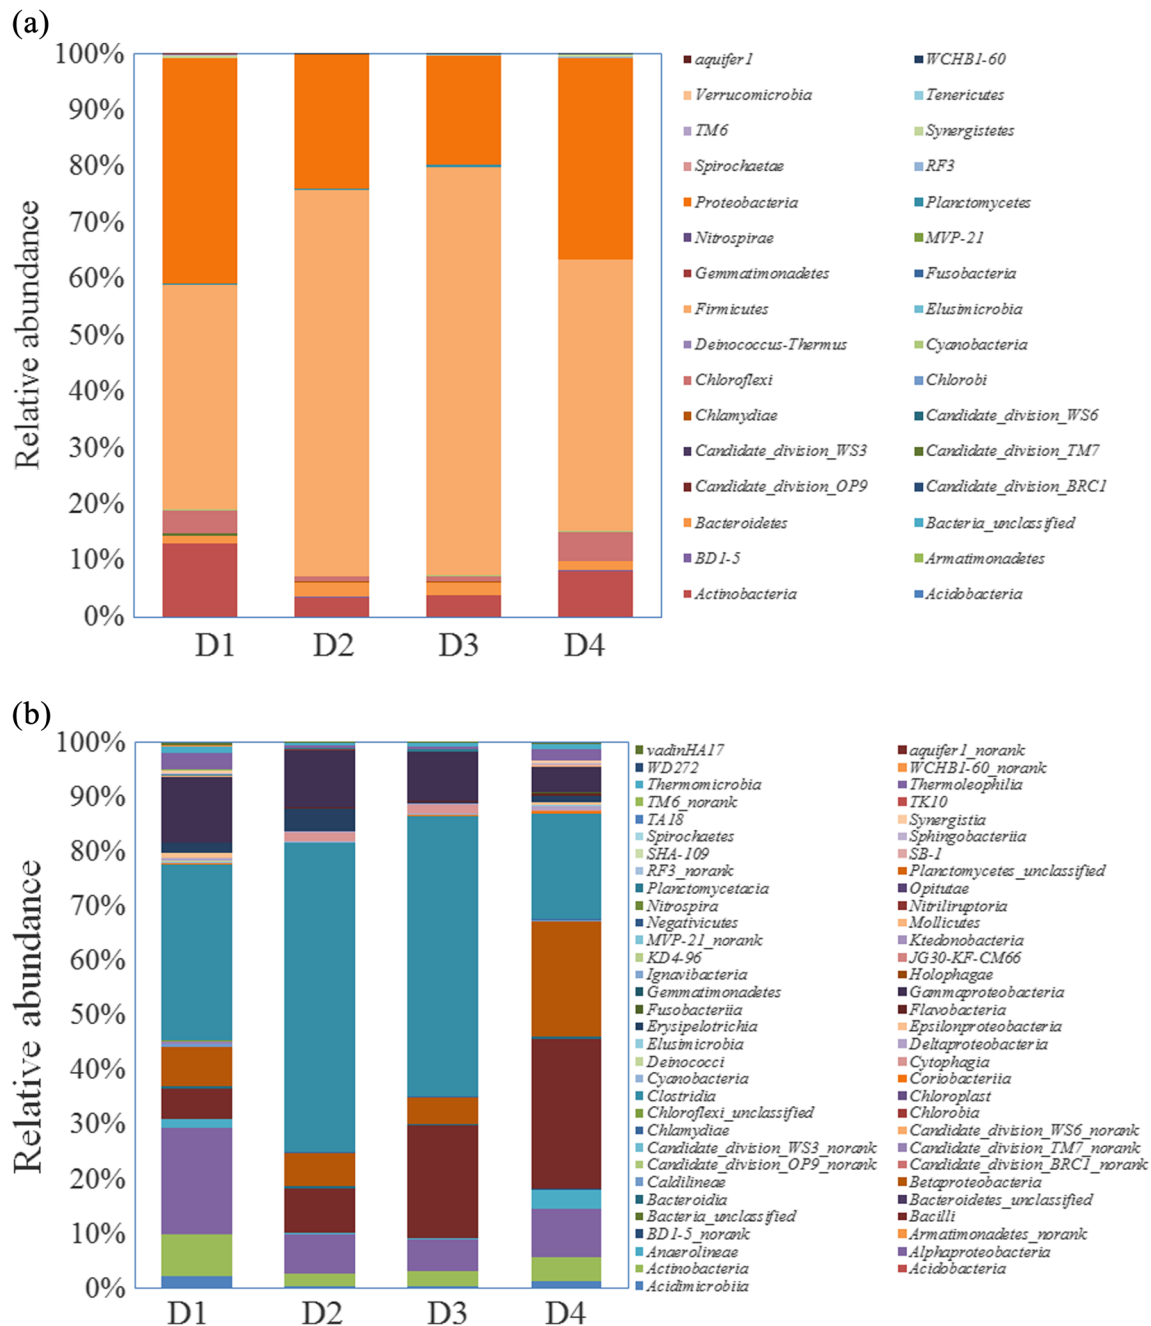 (a)
100%
90%
80%
70%
60%
50%
40%
30%
20%
10%
0%
Relative abundance
D1 D2 D3 D4
aquifer1 WCHB1-60
Verrucomicrobia Tenericutes
TM6 Synergistetes
Spirochaetae RF3
Proteobacteria Planctomycetes
Nitrospirae MVP-21
Gemmatimonadetes Fusobacteria
Firmicutes Elusimicrobia
Deinococcus-Thermus Cyanobacteria
Chloroflexi Chlorobi
Chlamydiae Candidate_division_WS6
Candidate_division_WS3 Candidate_division_TM7
Candidate_division_OP9 Candidate_division_BRC1
Bacteroidetes Bacteria_unclassified
BD1-5 Armatimonadetes
Actinobacteria Acidobacteria
(b)
100%
90%
80%
70%
60%
50%
40%
30%
20%
10%
0%
Relative abundance
D1 D2 D3 D4
vadinHA17 aquifer1_norank
WD272 WCHB1-60_norank
Thermomicrobia Thermoleophilia
TM6_norank TK10
TA18 Synergistia
Spirochaetes Sphingobacteriia
SHA-109 SB-1
RF3_norank Planctomycetes_unclassified
Planctomycetacia Opitutae
Nitrospira Nitriliruptoria
Negativicutes Mollicutes
MVP-21_norank Ktedonobacteria
KD4-96 JG30-KF-CM66
Ignavibacteria Holophagae
Gemmatimonadetes Gammaproteobacteria
Fusobacteriia Flavobacteriia
Erysipelotrichia Epsilonproteobacteria
Elusimicrobia Deltaproteobacteria
Deinococci Cytophagia
Cyanobacteria Coriobacteriia
Clostridia Chloroplast
Chloroflexi_unclassified Chlorobia
Chlamydiae Candidate_division_WS6_norank
Candidate_division_WS3_norank Candidate_division_TM7_norank
Candidate_division_OP9_norank Candidate_division_BRC1_norank
Caldilineae Betaproteobacteria
Bacteroidia Bacteroidetes_unclassified
Bacteria_unclassified Bacilli
BD1-5_norank Armatimonadetes_norank
Anaerolineae Alphaproteobacteria
Actinobacteria Acidobacteria
Acidimicrobiia